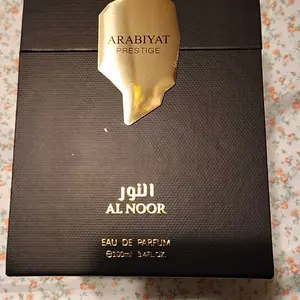 ARABIYAT
PRESTIGE
النور
AL NOOR
EAU DE PARFUM
℮100ml 3.4FL.OZ.